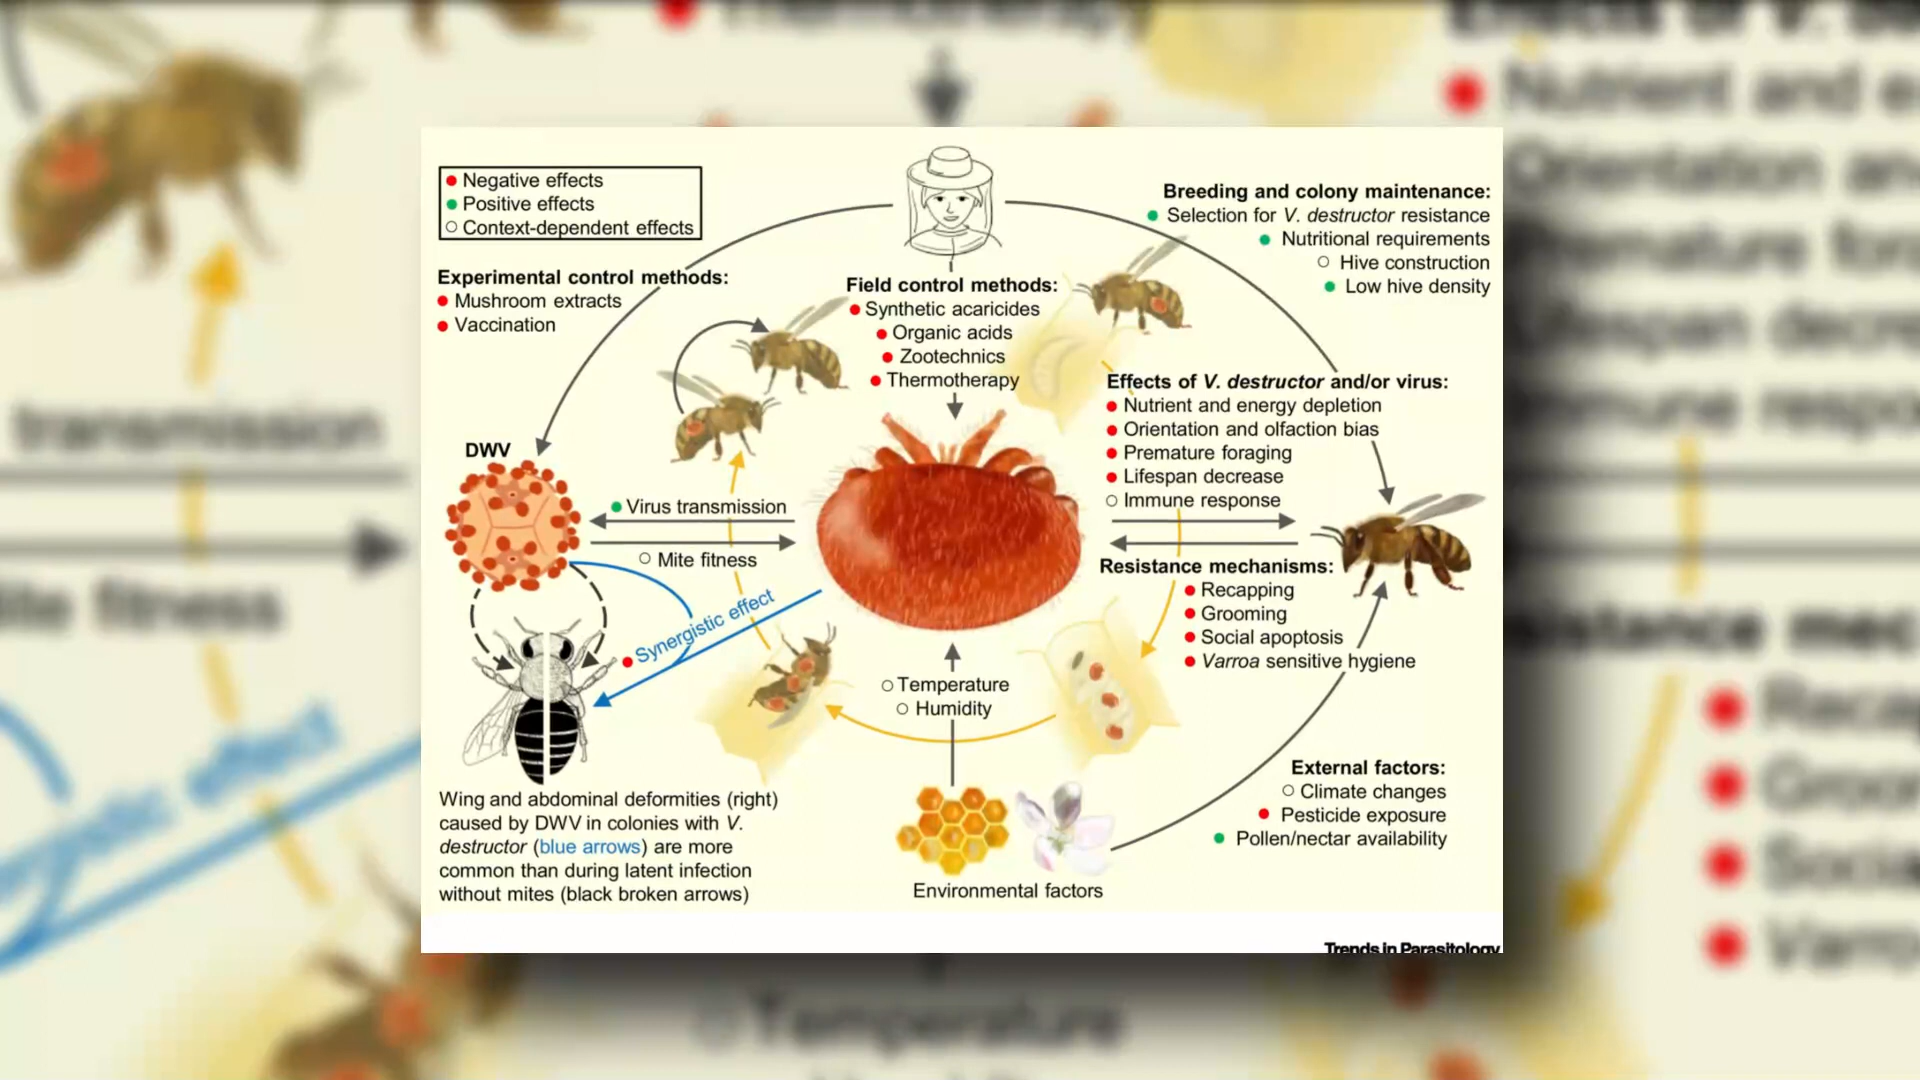 Negative effects
Positive effects
Context-dependent effects
Experimental control methods:
Mushroom extracts
Vaccination
Field control methods:
Synthetic acaricides
Organic acids
Zootechnics
Thermotherapy
Breeding and colony maintenance:
Selection for V. destructor resistance
Nutritional requirements
Hive construction
Low hive density
Effects of V. destructor and/or virus:
Nutrient and energy depletion
Orientation and olfaction bias
Premature foraging
Lifespan decrease
Immune response
DWV
Virus transmission
Mite fitness
Synergistic effect
Resistance mechanisms:
Recapping
Grooming
Social apoptosis
Varroa sensitive hygiene
Temperature
Humidity
External factors:
Climate changes
Pesticide exposure
Pollen/nectar availability
Wing and abdominal deformities (right)
caused by DWV in colonies with V.
destructor (blue arrows) are more
common than during latent infection
without mites (black broken arrows)
Environmental factors
Trends in Parasitology